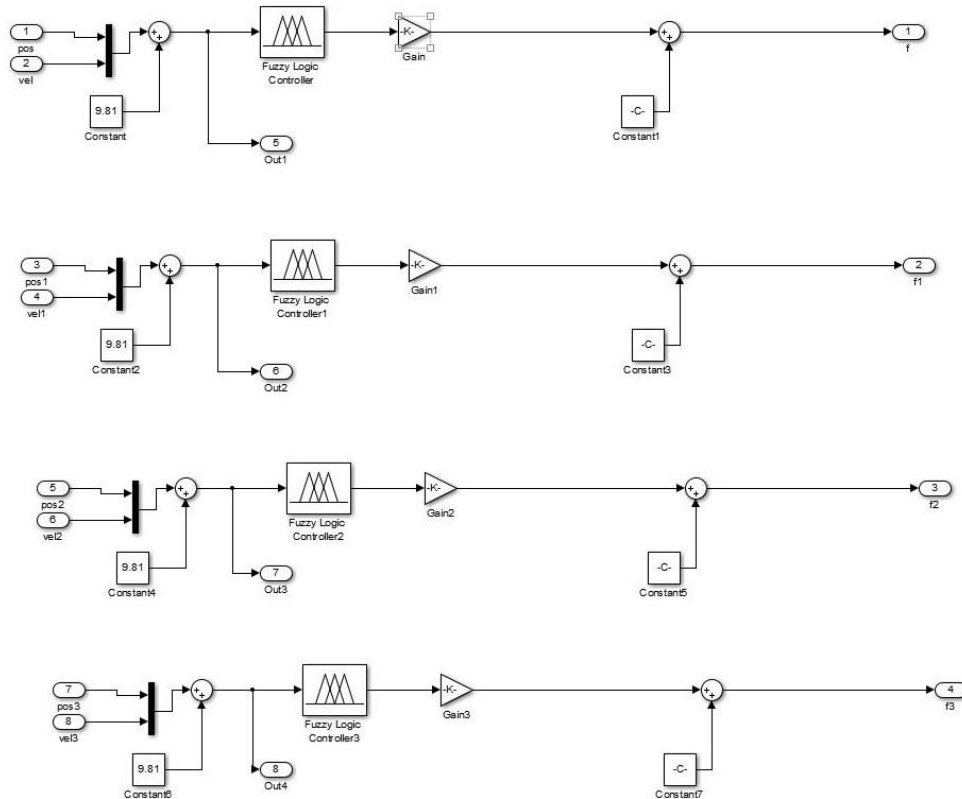 1
pos
2
vel
+
+
9.81
Constant
Fuzzy Logic
Controller
-K-
Gain
+
+
-C-
Constant1
1
f
5
Out1
3
pos1
4
vel1
+
+
9.81
Constant2
Fuzzy Logic
Controller1
-K-
Gain1
+
+
-C-
Constant3
2
f1
6
Out2
5
pos2
6
vel2
+
+
9.81
Constant4
Fuzzy Logic
Controller2
-K-
Gain2
+
+
-C-
Constant5
3
f2
7
Out3
7
pos3
8
vel3
+
+
9.81
Constant6
Fuzzy Logic
Controller3
-K-
Gain3
+
+
-C-
Constant7
4
f3
8
Out4